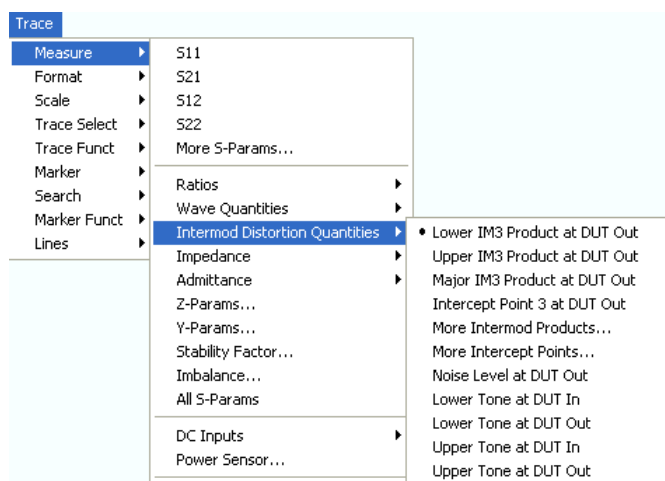 Trace
Measure
Format
Scale
Trace Select
Trace Funct
Marker
Search
Marker Funct
Lines
S11
S21
S12
S22
More S-Params...
Ratios
Wave Quantities
Intermod Distortion Quantities
Impedance
Admittance
Z-Params...
Y-Params...
Stability Factor...
Imbalance...
All S-Params
DC Inputs
Power Sensor...
Lower IM3 Product at DUT Out
Upper IM3 Product at DUT Out
Major IM3 Product at DUT Out
Intercept Point 3 at DUT Out
More Intermod Products...
More Intercept Points...
Noise Level at DUT Out
Lower Tone at DUT In
Lower Tone at DUT Out
Upper Tone at DUT In
Upper Tone at DUT Out